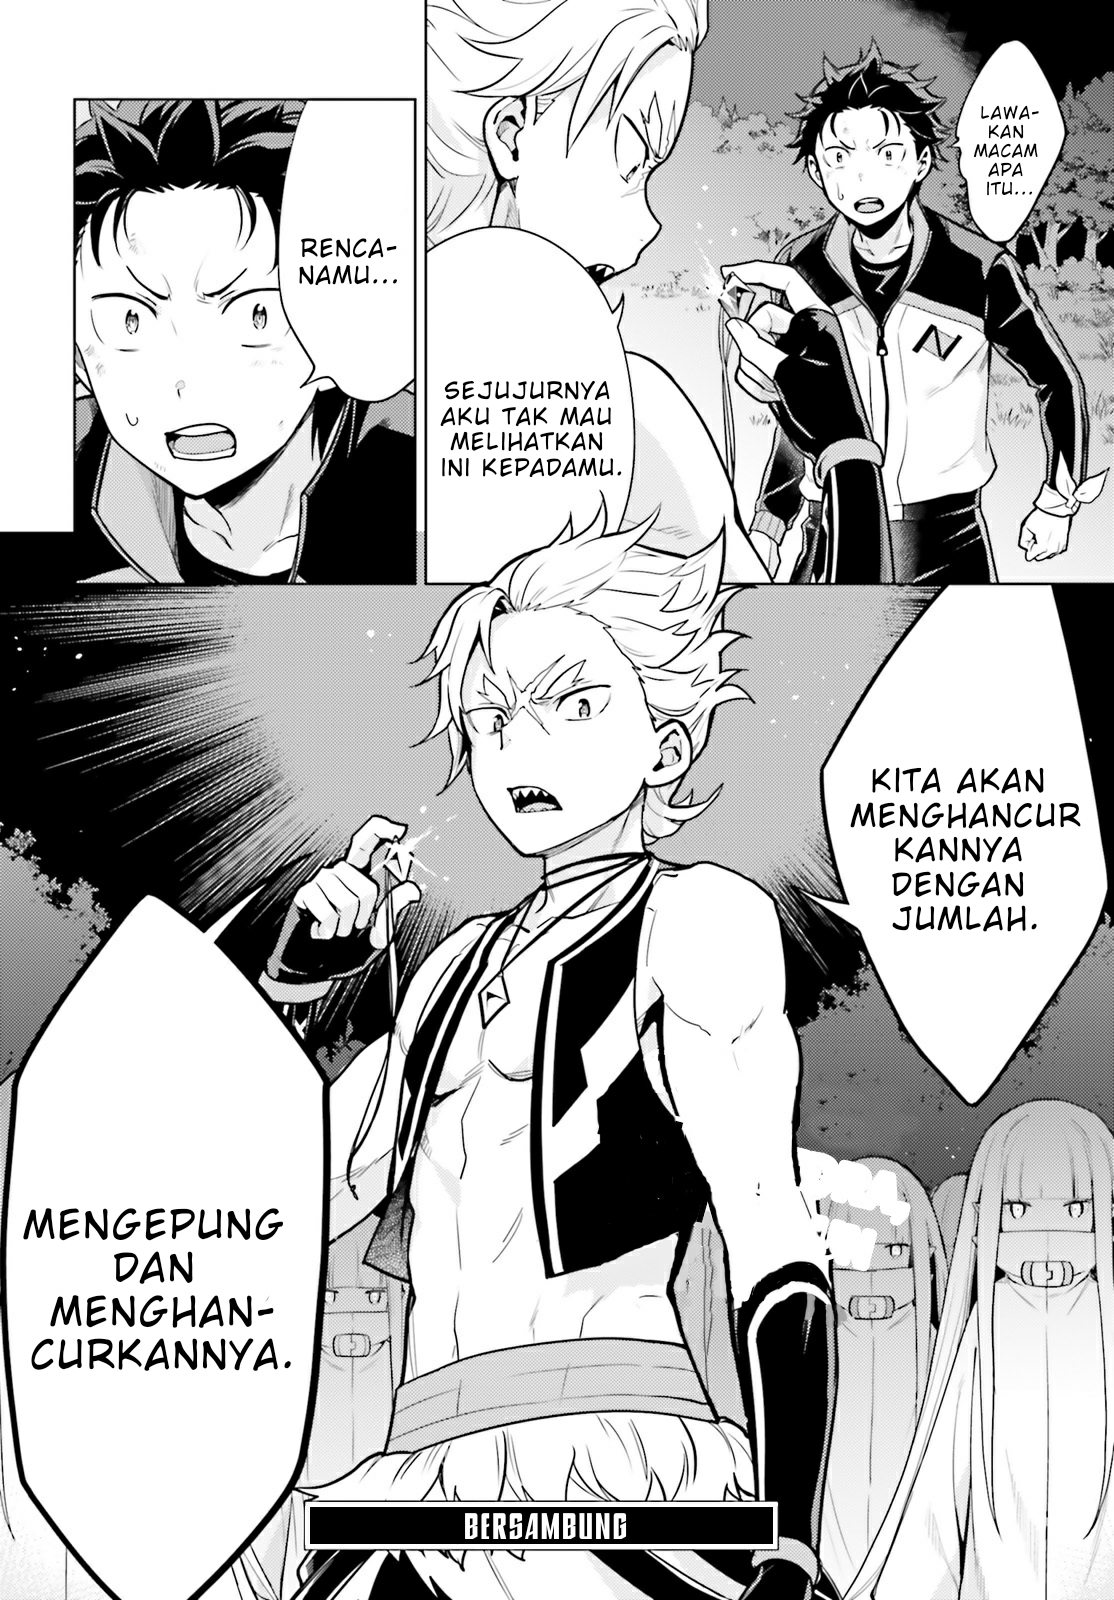 LAWA-
KAN
MACAM
APA
ITU...
SEJUJURNYA
AKU TAK MAU
MELIHATKAN
INI KEPADAMU.
RENCA-
NAMU...
KITA AKAN
MENGHANCUR
KANNYA
DENGAN
JUMLAH.
MENGEPUNG
DAN
MENGHAN-
CURKANNYA.
BERSAMBUNG